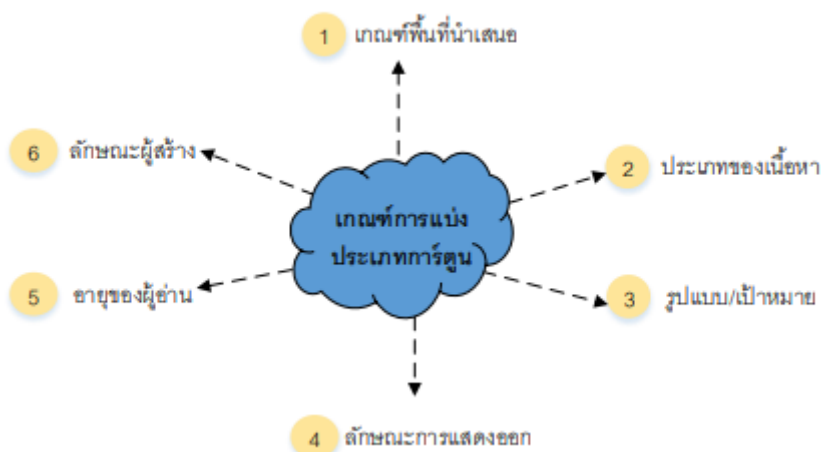 1 เกณฑ์พื้นที่นำเสนอ
6 ลักษณะผู้สร้าง
2 ประเภทของเนื้อหา
เกณฑ์การแบ่ง
ประเภทการ์ตูน
5 อายุของผู้อ่าน
3 รูปแบบ/เป้าหมาย
4 ลักษณะการแสดงออก